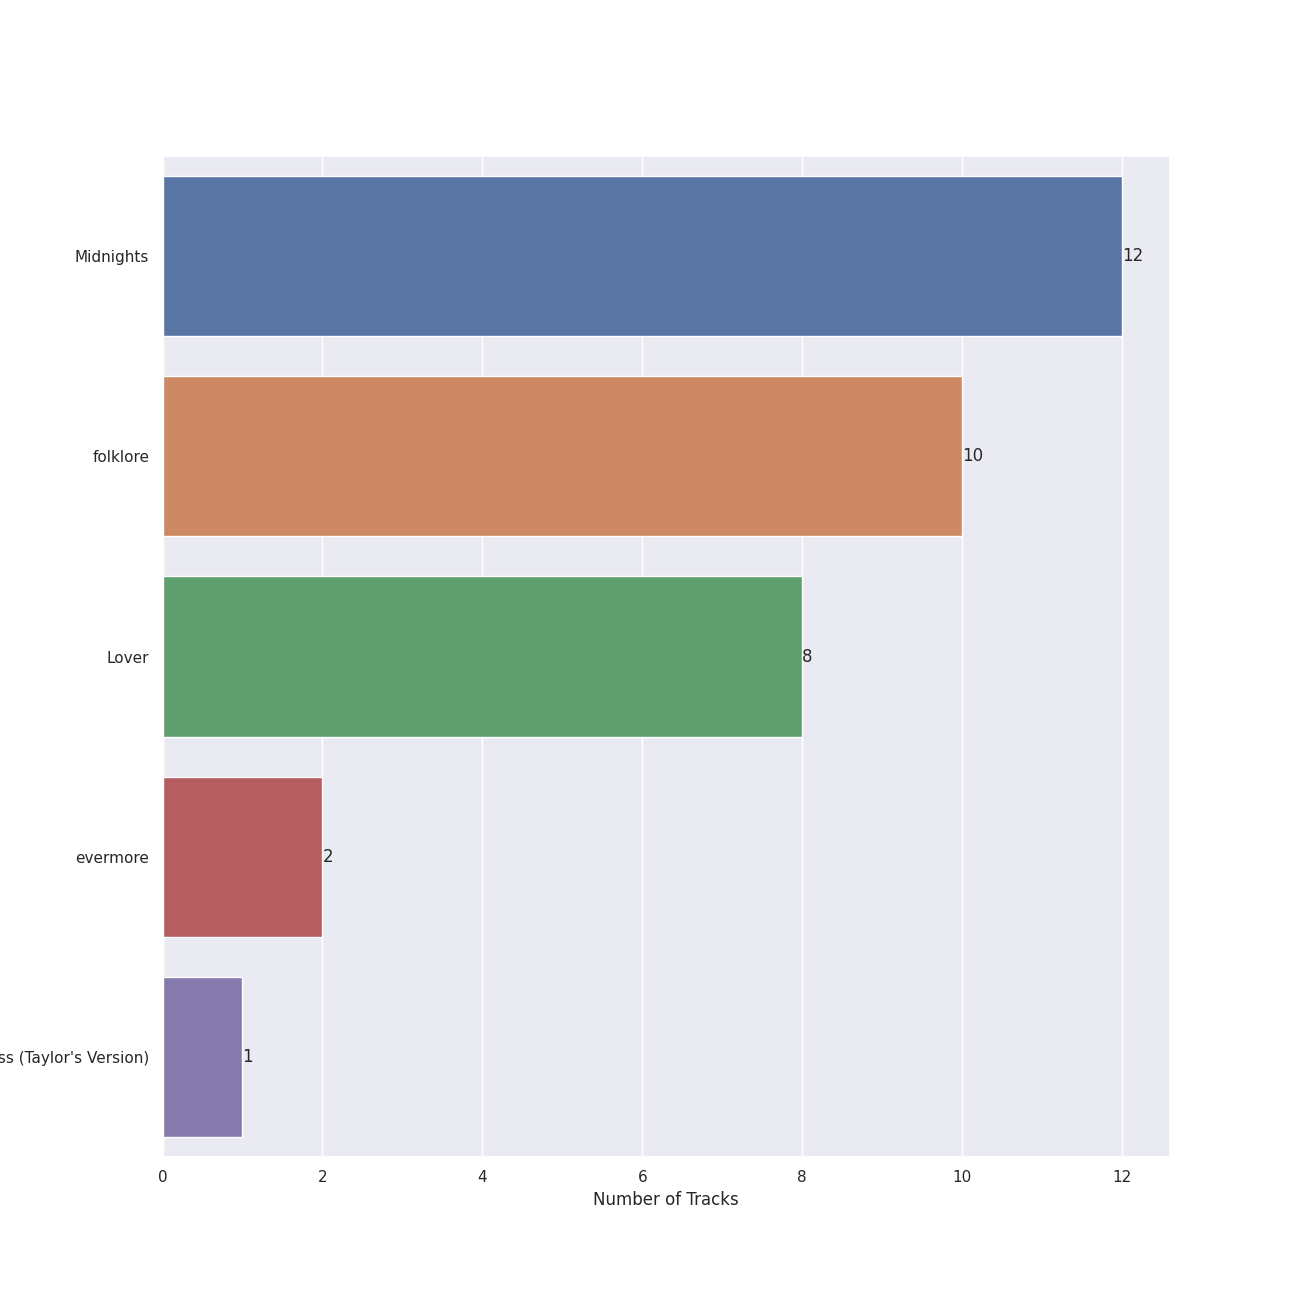 Midnights
12
folklore
10
Lover
8
evermore
2
ss (Taylor's Version)
1
0 2 4 6 8 10 12
Number of Tracks